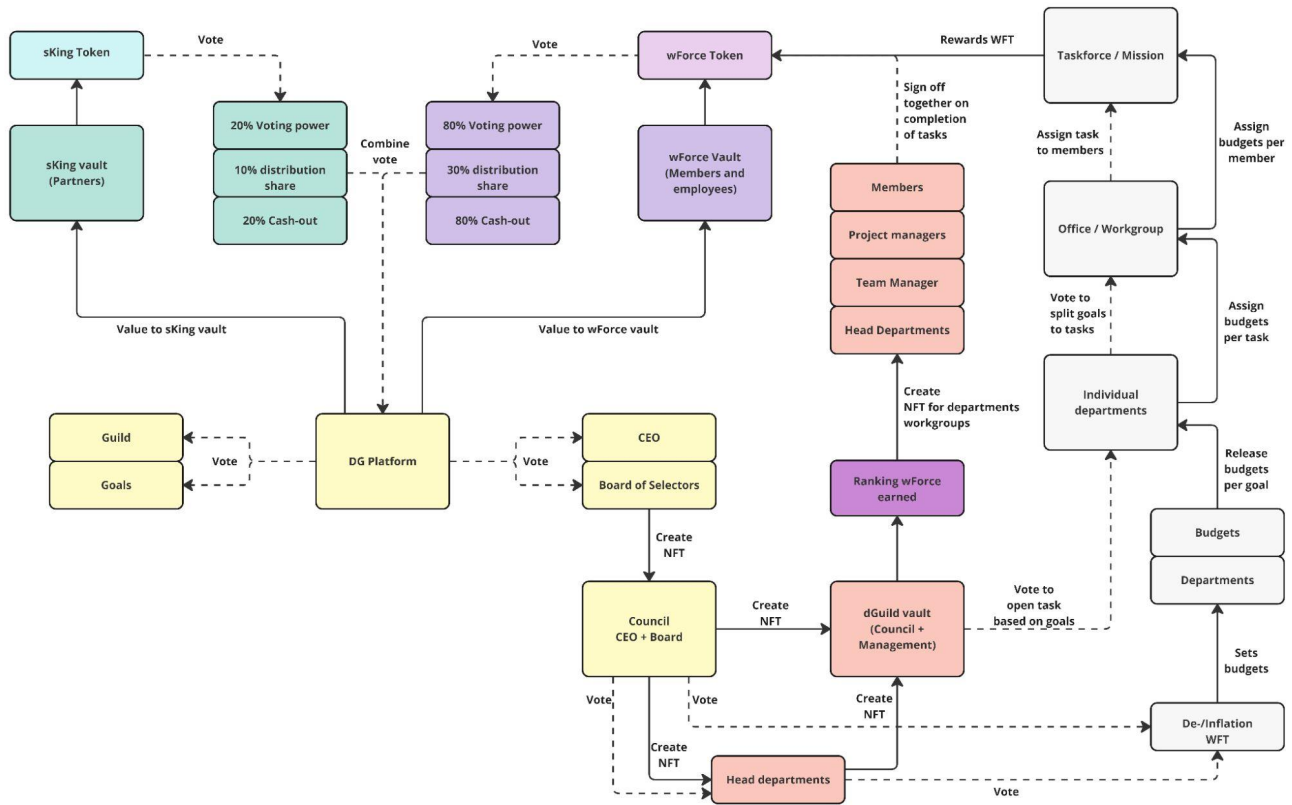 sKing Token
Vote
Vote
wForce Token
Rewards WFT
Taskforce / Mission
sKing vault
(Partners)
20% Voting power
10% distribution
share
20% Cash-out
Combine
vote
80% Voting power
30% distribution
share
80% Cash-out
wForce Vault
(Members and
employees)
Sign off
together on
completion
of tasks
Assign task
to members
Assign
budgets per
member
Members
Project managers
Team Manager
Head Departments
Office / Workgroup
Vote to
split goals
to tasks
Assign
budgets
per task
Value to sKing vault
Value to wForce vault
Create
NFT for departments
workgroups
Individual
departments
Guild
Goals
Vote
DG Platform
Vote
CEO
Board of Selectors
Ranking wForce
earned
Release
budgets
per goal
Budgets
Departments
Create
NFT
Council
CEO + Board
Create
NFT
dGuild vault
(Council +
Management)
Vote to
open task
based on goals
Sets
budgets
Vote
Vote
Create
NFT
Create
NFT
De-/Inflation
WFT
Head departments
Vote